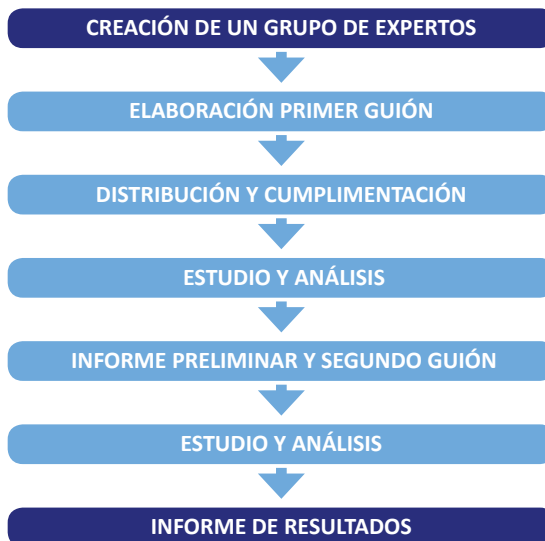 CREACIÓN DE UN GRUPO DE EXPERTOS
ELABORACIÓN PRIMER GUIÓN
DISTRIBUCIÓN Y CUMPLIMENTACIÓN
ESTUDIO Y ANÁLISIS
INFORME PRELIMINAR Y SEGUNDO GUIÓN
ESTUDIO Y ANÁLISIS
INFORME DE RESULTADOS